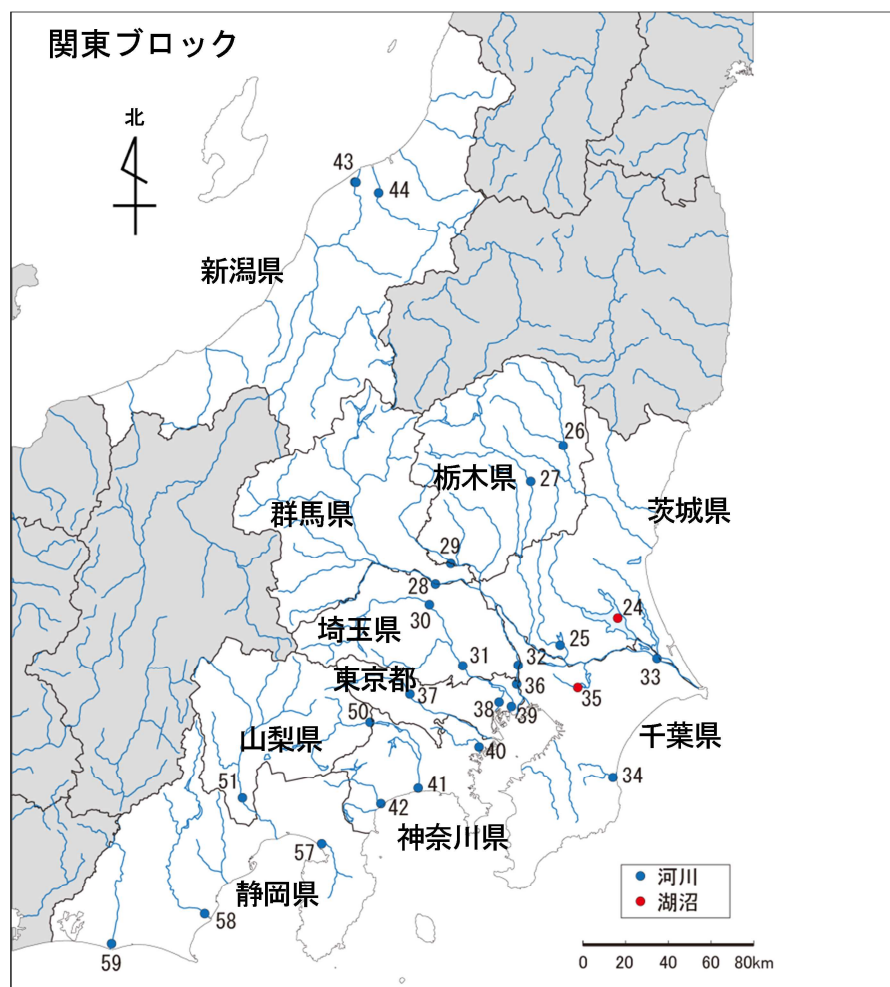 関東ブロック
北
43
44
新潟県
26
栃木県
27
群馬県
茨城県
29
28
24
30
埼玉県
25
31
32
33
東京都
36
35
37
38
39
50
山梨県
千葉県
40
34
51
41
42
神奈川県
57
河川
静岡県
湖沼
58
59
0 20 40 60 80km